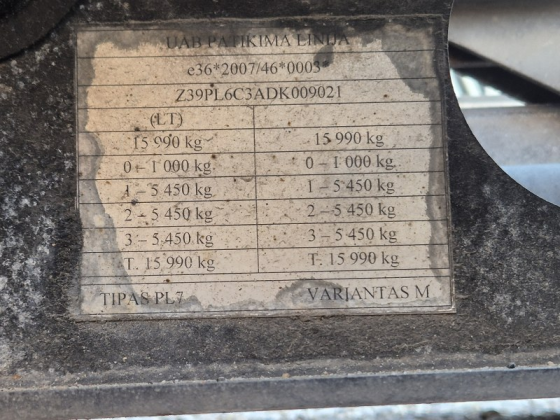 UAB PATIKIMA LINIJA
e36*2007/46*0003*
Z39PL6C3ADK009021
(LT)
15 990 kg 15 990 kg
0 – 1 000 kg 0 – 1 000 kg
1 – 5 450 kg 1 – 5 450 kg
2 – 5 450 kg 2 – 5 450 kg
3 – 5 450 kg 3 – 5 450 kg
T. 15 990 kg T. 15 990 kg
TIPAS PL7 VARIANTAS M